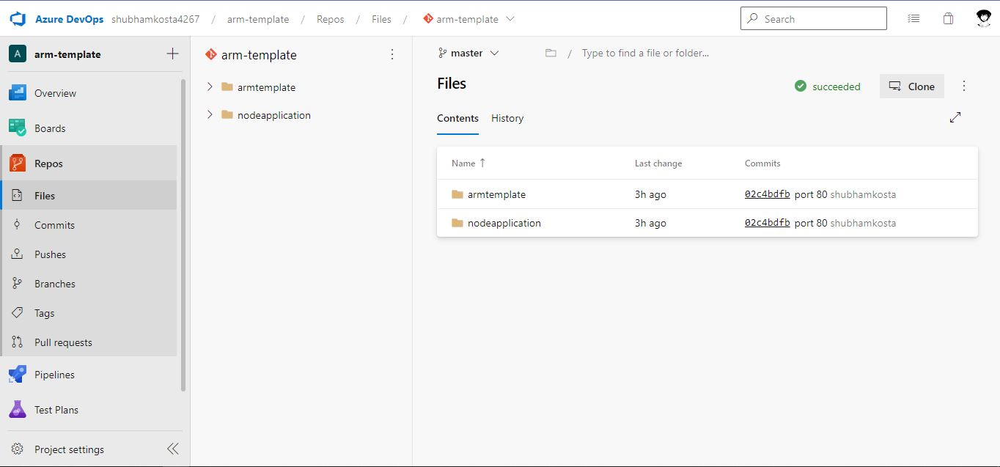 Azure DevOps shubhamkosta4267 / arm-template / Repos / Files / arm-template Search
A arm-template
Overview
Boards
Repos
Files
Commits
Pushes
Branches
Tags
Pull requests
Pipelines
Test Plans
Project settings
arm-template
armtemplate
nodeapplication
master / Type to find a file or folder...
Files succeeded Clone
Contents History
Name ↑ Last change Commits
armtemplate 3h ago 02c4bdfb port 80 shubhamkosta
nodeapplication 3h ago 02c4bdfb port 80 shubhamkosta